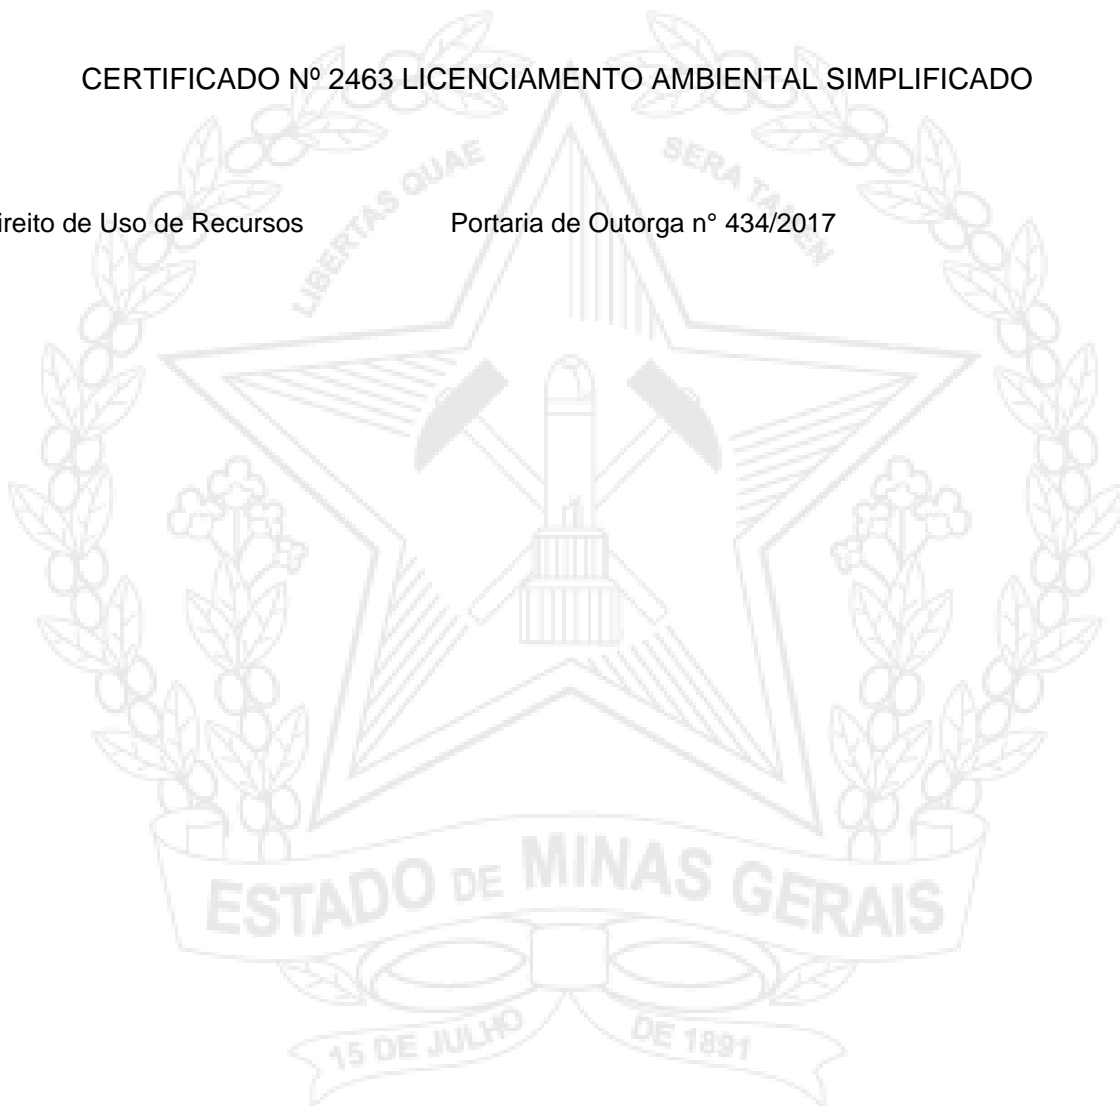 CERTIFICADO Nº 2463 LICENCIAMENTO AMBIENTAL SIMPLIFICADO
LIBERTAS QUAE SERA TAMEN
ireito de Uso de Recursos Portaria de Outorga n° 434/2017
ESTADO DE MINAS GERAIS
15 DE JULHO DE 1891